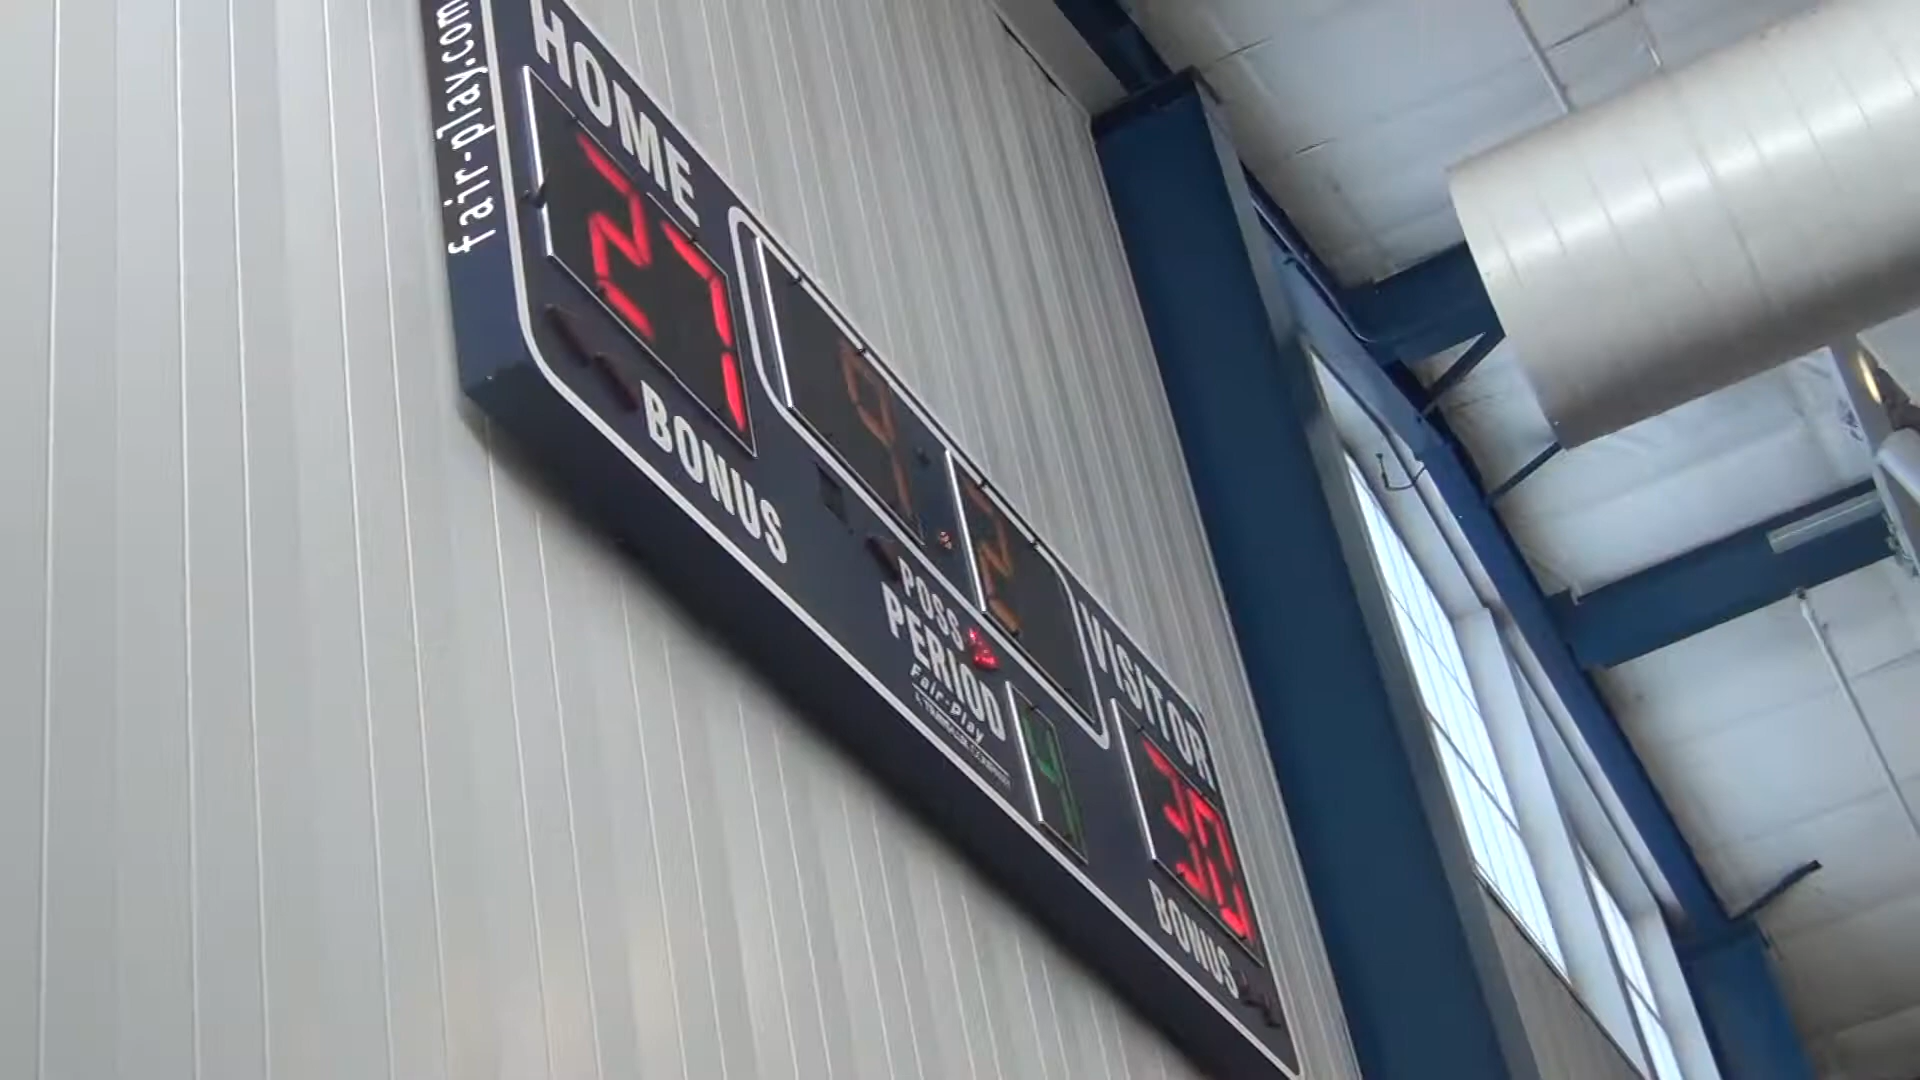 fair-play.com
HOME
27
BONUS
9.2
POSS
PERIOD
4
Fair-Play
VISITOR
30
BONUS